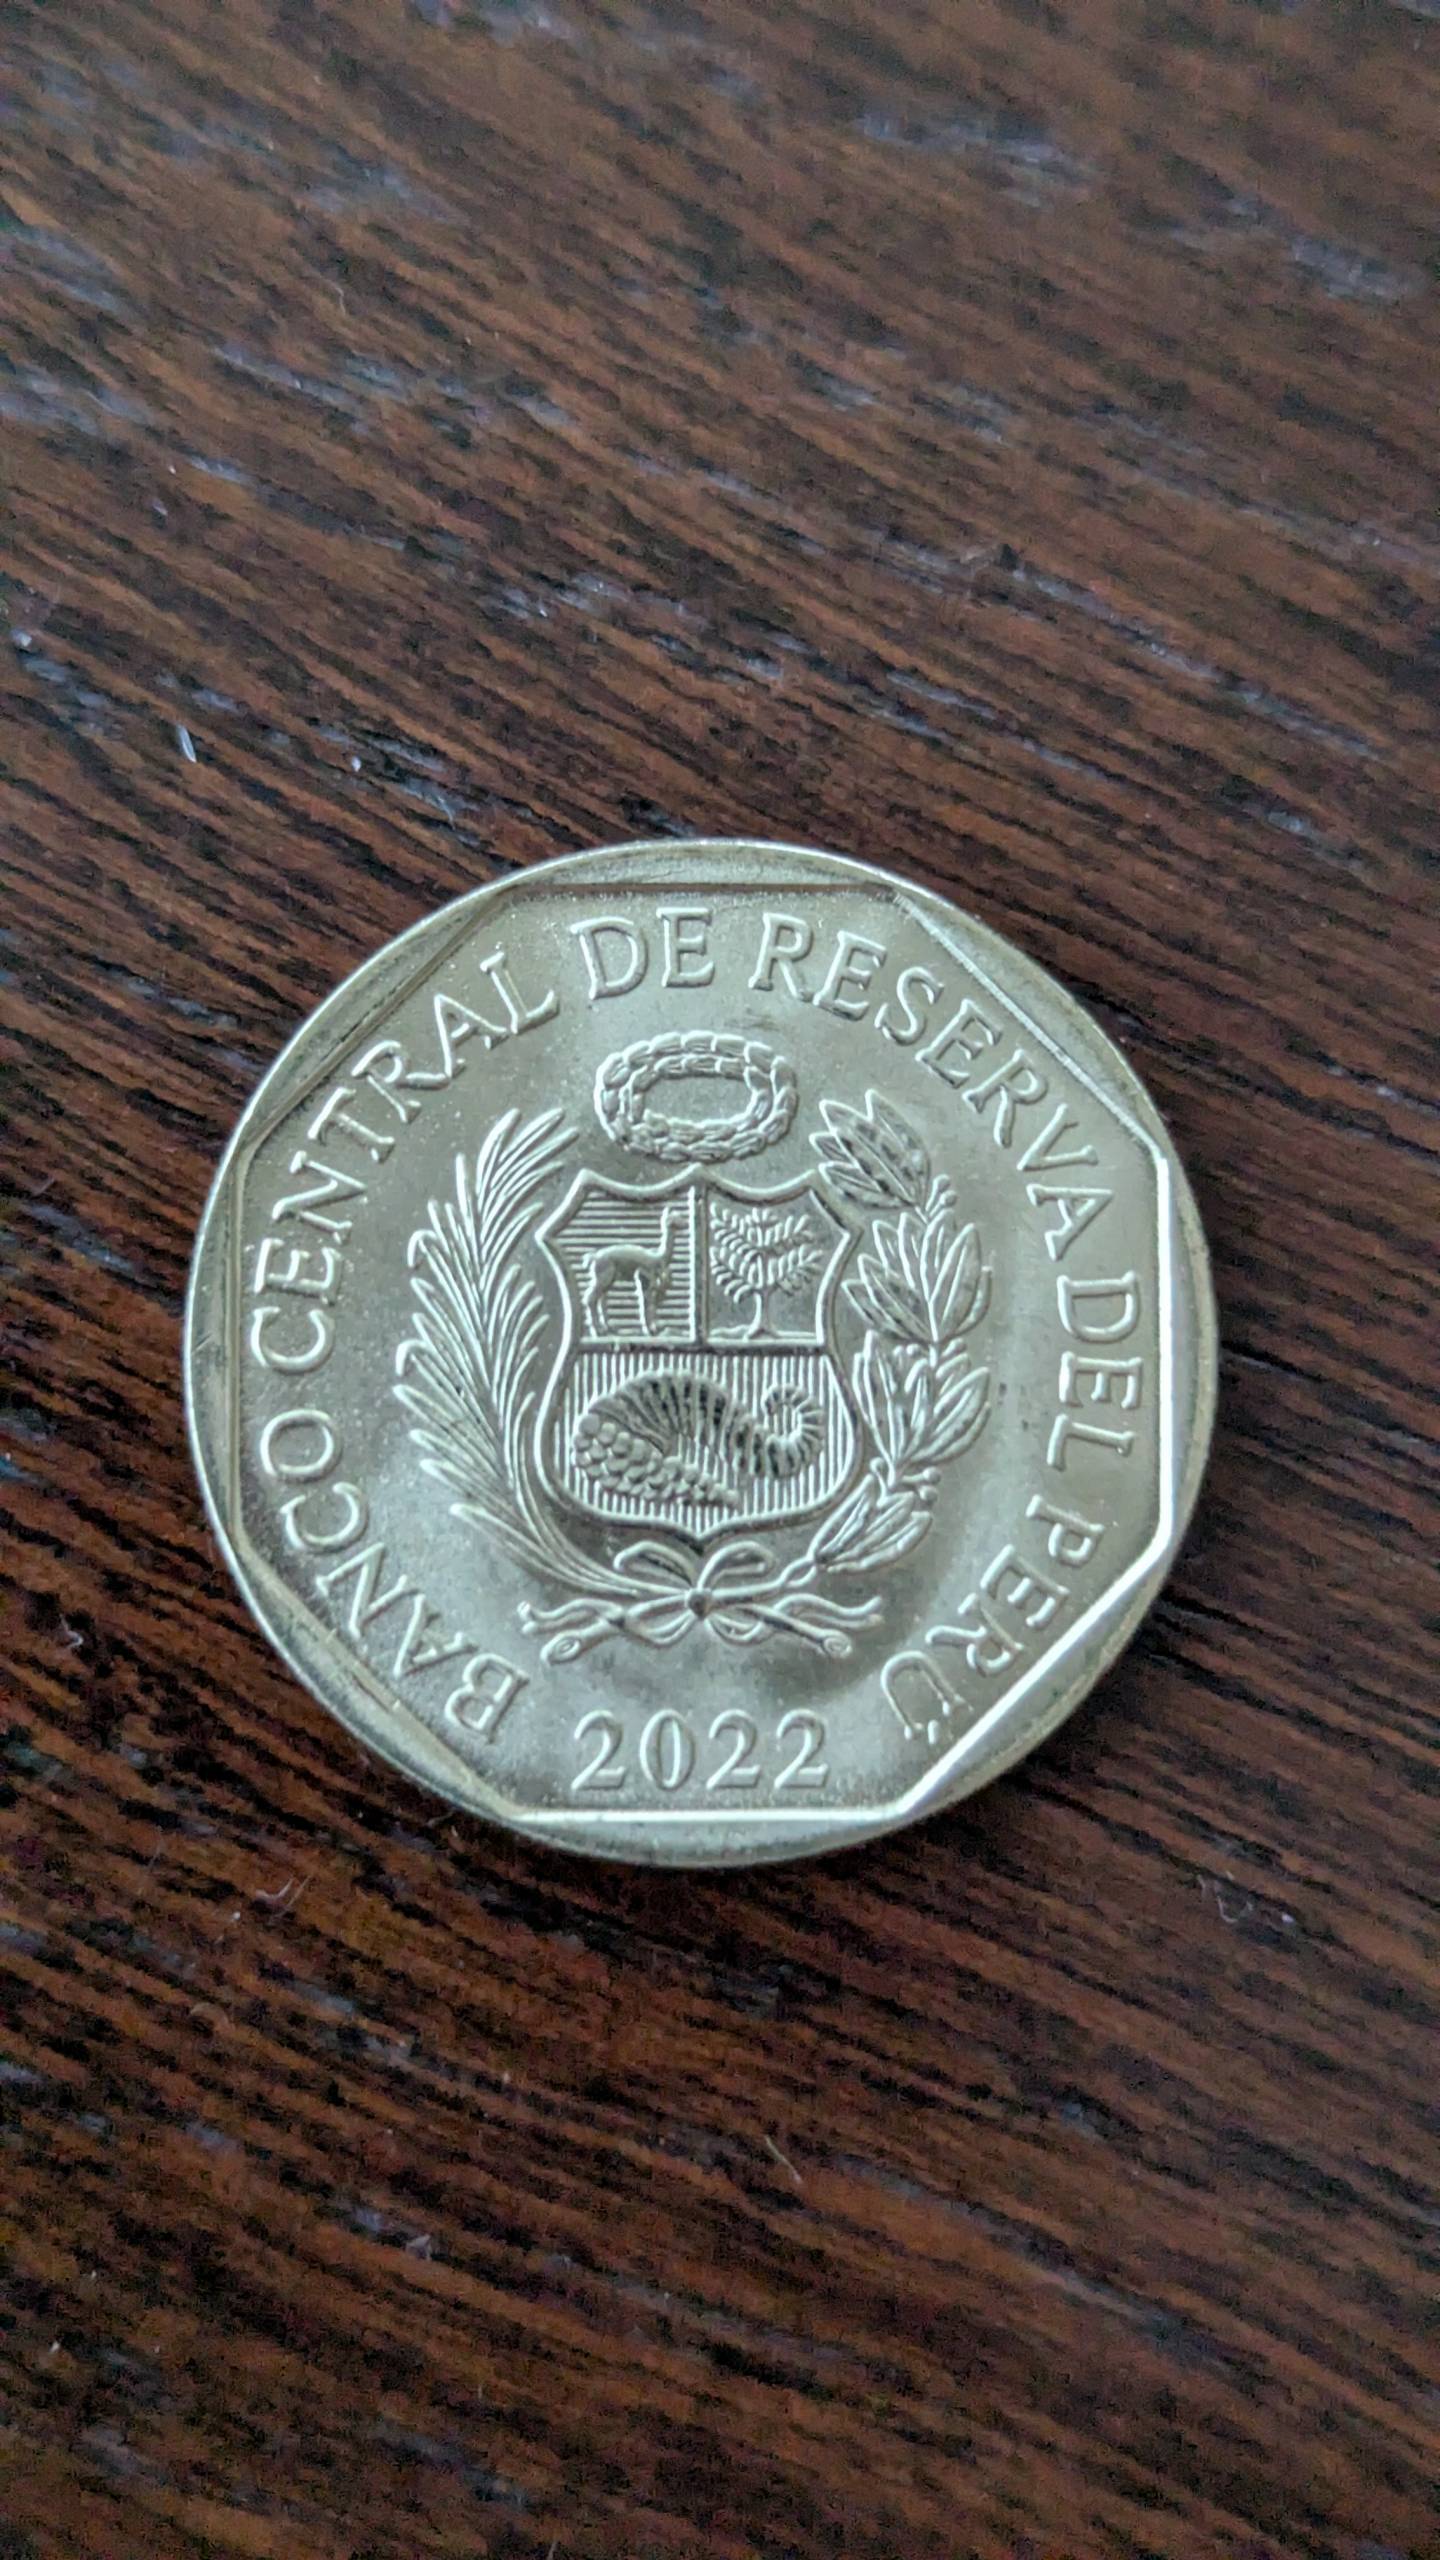 BANCO CENTRAL DE RESERVA DEL PERÚ
2022